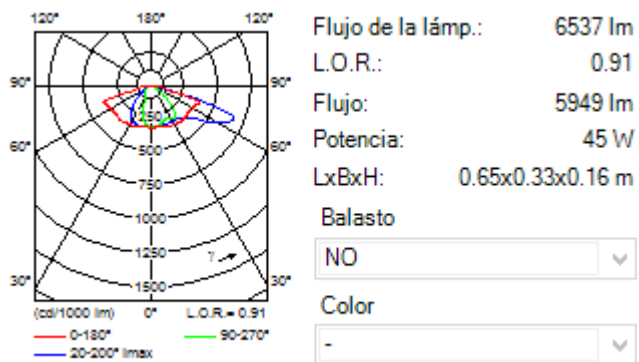 120° 180° 120°
90° 90°
250
60° 500 60°
750
1000
1250
30° 1500 30°
(cd/1000 lm) 0° L.O.R.= 0.91
0-180° 90-270°
20-200° Imax
Flujo de la lámp.: 6537 lm
L.O.R.: 0.91
Flujo: 5949 lm
Potencia: 45 W
LxBxH: 0.65x0.33x0.16 m
Balasto
NO
Color
-